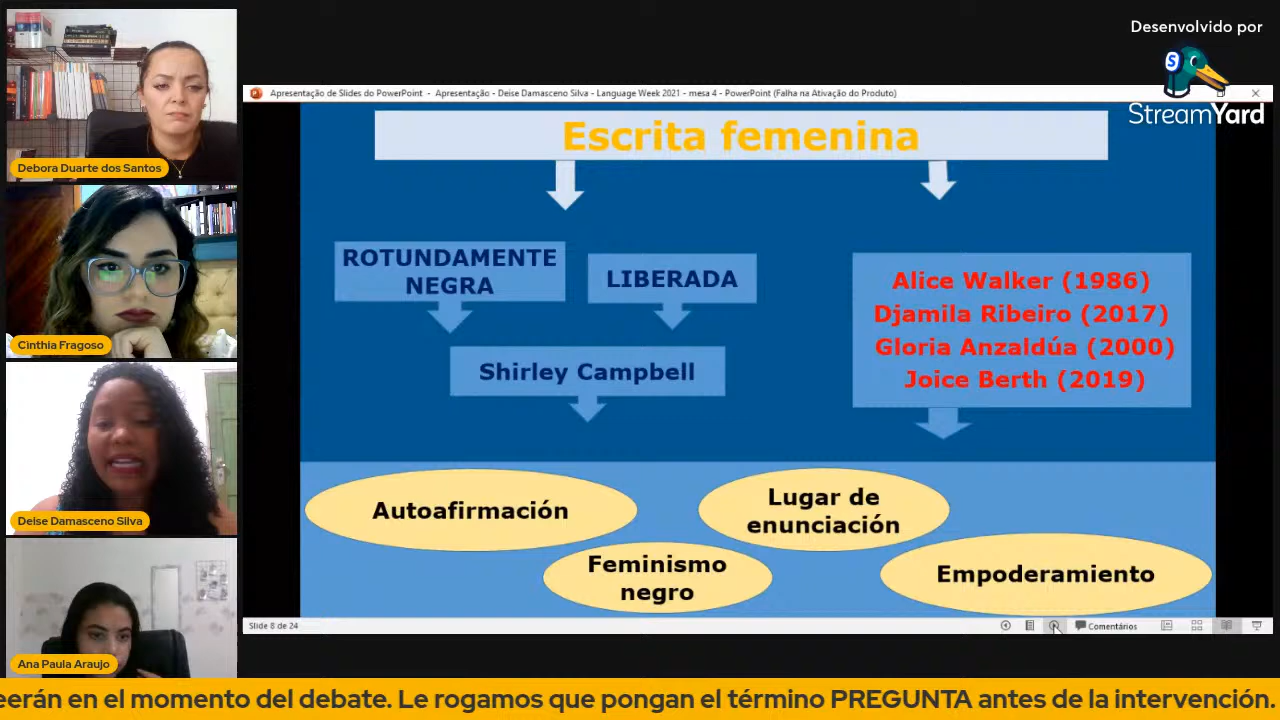 Desenvolvido por
StreamYard
Debora Duarte dos Santos
Cinthia Fragoso
Deise Damasceno Silva
Ana Paula Araujo
Apresentação de Slides do PowerPoint - Apresentação - Deise Damasceno Silva - Language Week 2021 - mesa 4 - PowerPoint (Falha na Ativação do Produto)
Escrita femenina
ROTUNDAMENTE
NEGRA
LIBERADA
Shirley Campbell
Alice Walker (1986)
Djamila Ribeiro (2017)
Gloria Anzaldúa (2000)
Joice Berth (2019)
Autoafirmación
Lugar de
enunciación
Feminismo
negro
Empoderamiento
Slide 8 de 24
Comentários
eerán en el momento del debate. Le rogamos que pongan el término PREGUNTA antes de la intervención.